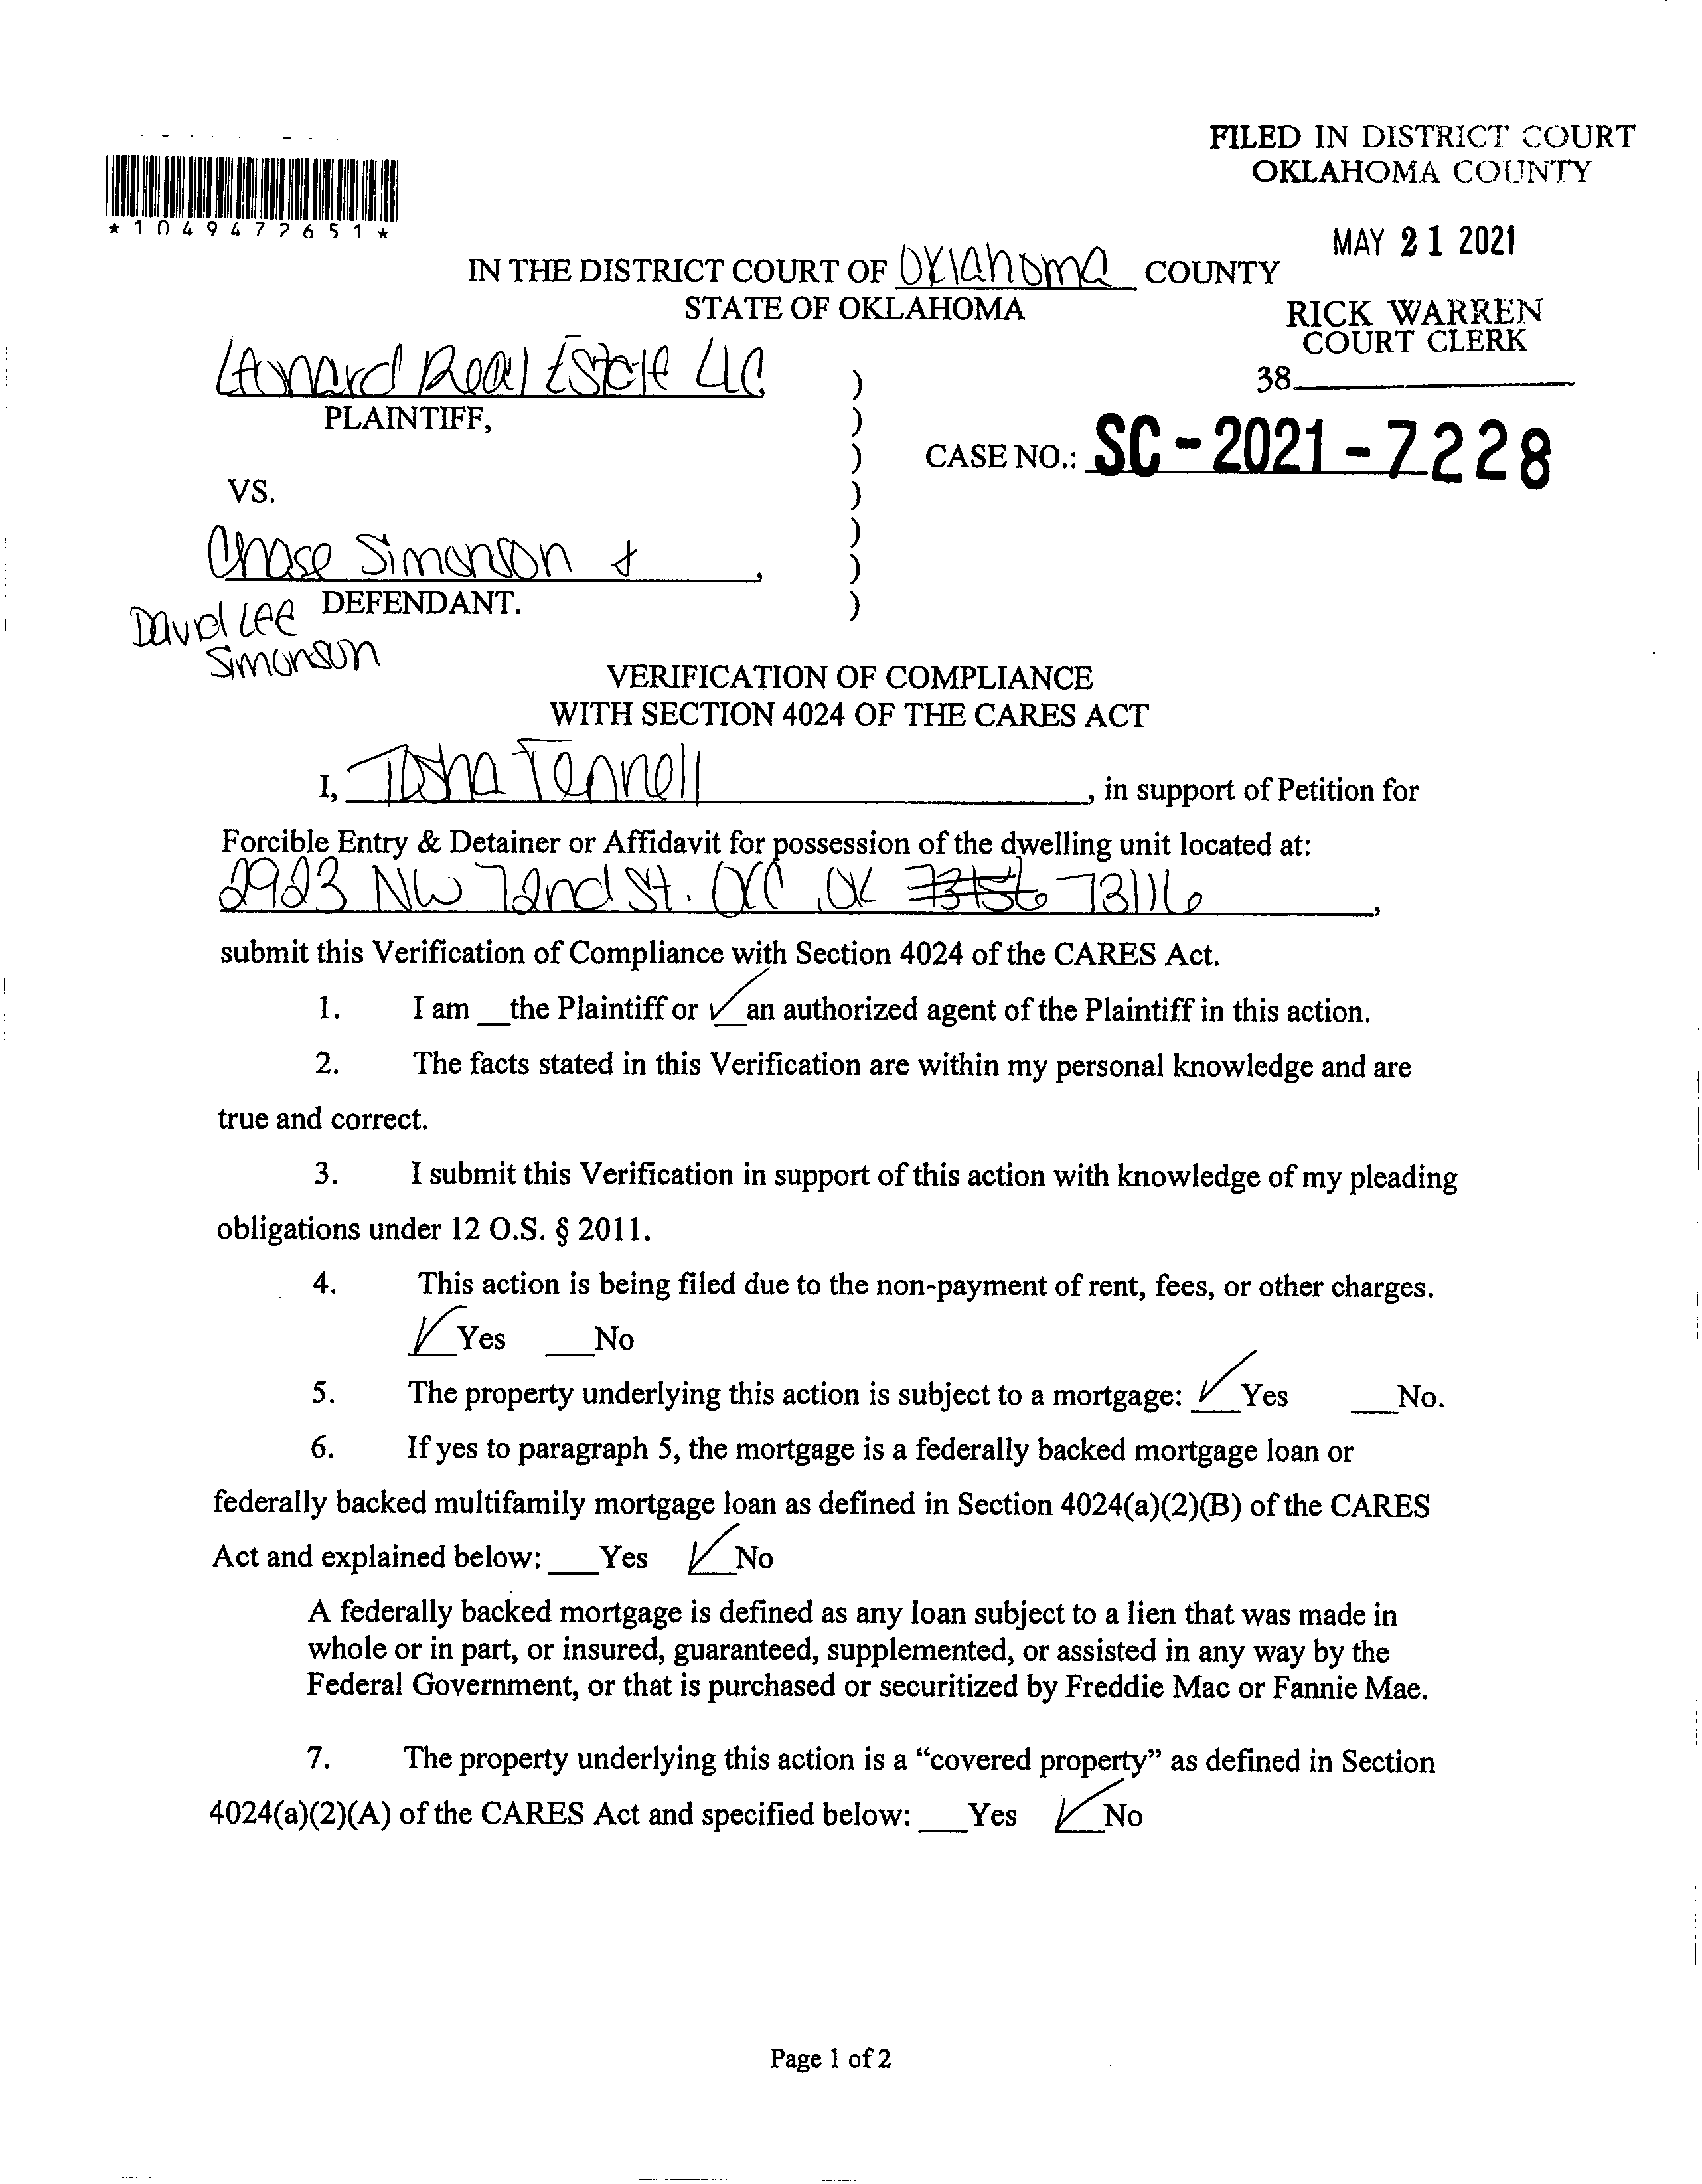 FILED IN DISTRICT COURT
OKLAHOMA COUNTY
*1049477651*
MAY 21 2021
IN THE DISTRICT COURT OF Oklahoma COUNTY
STATE OF OKLAHOMA
RICK WARREN
COURT CLERK
38
Leonard Real Estate LLC
PLAINTIFF,
CASE NO.: SC-2021-7228
VS.
Chase Simonson &
DEFENDANT.
David Lee
Simonson
VERIFICATION OF COMPLIANCE
WITH SECTION 4024 OF THE CARES ACT
I, Tosha Tennell, in support of Petition for
Forcible Entry & Detainer or Affidavit for possession of the dwelling unit located at:
2923 NW 72nd St. OKC, OK 73156 73116,
submit this Verification of Compliance with Section 4024 of the CARES Act.
1. I am __the Plaintiff or ✓ an authorized agent of the Plaintiff in this action.
2. The facts stated in this Verification are within my personal knowledge and are
true and correct.
3. I submit this Verification in support of this action with knowledge of my pleading
obligations under 12 O.S. § 2011.
4. This action is being filed due to the non-payment of rent, fees, or other charges.
✓ Yes ___No
5. The property underlying this action is subject to a mortgage: ✓ Yes ___No.
6. If yes to paragraph 5, the mortgage is a federally backed mortgage loan or
federally backed multifamily mortgage loan as defined in Section 4024(a)(2)(B) of the CARES
Act and explained below: ___Yes ✓ No
A federally backed mortgage is defined as any loan subject to a lien that was made in
whole or in part, or insured, guaranteed, supplemented, or assisted in any way by the
Federal Government, or that is purchased or securitized by Freddie Mac or Fannie Mae.
7. The property underlying this action is a “covered property” as defined in Section
4024(a)(2)(A) of the CARES Act and specified below: ___Yes ✓ No
Page 1 of 2